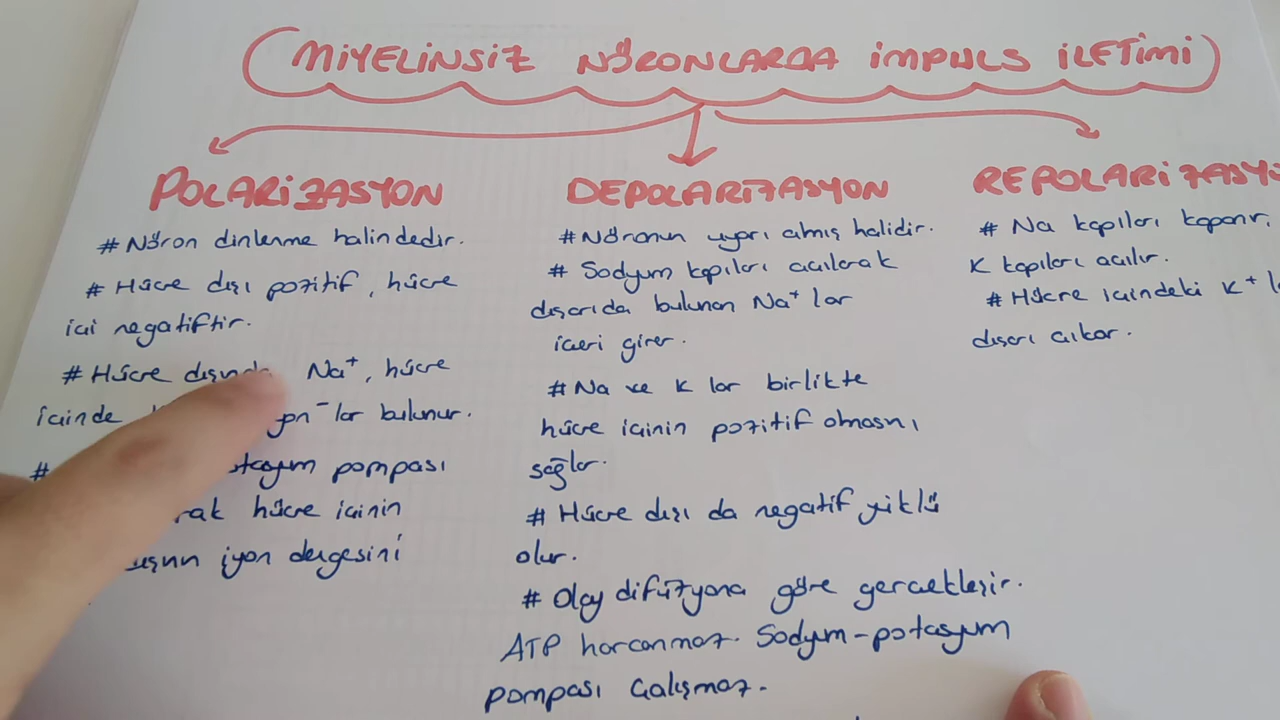 MİYELİNSİZ NÖRONLARDA İMPULS İLETİMİ
POLARİZASYON
# Nöron dinlenme halindedir.
# Hücre dışı pozitif, hücre
içi negatiftir.
# Hücre dışında Na⁺, hücre
içinde lar bulunur.
# pompası
hücre içinin
iyon dengesini
DEPOLARİZASYON
# Nöronun uyarı almış halidir.
# Sodyum kapıları açılarak
dışarıda bulunan Na⁺ lar
içeri girer.
# Na ve K lar birlikte
hücre içinin pozitif olmasını
sağlar.
# Hücre dışı da negatif yüklü
olur.
# Olay difüzyona göre gerçekleşir.
ATP harcanmaz. Sodyum-potasyum
pompası çalışmaz.
REPOLARİZASYO
# Na kapıları kapanır,
K kapıları açılır.
# Hücre içindeki K⁺ l
dışarı çıkar.